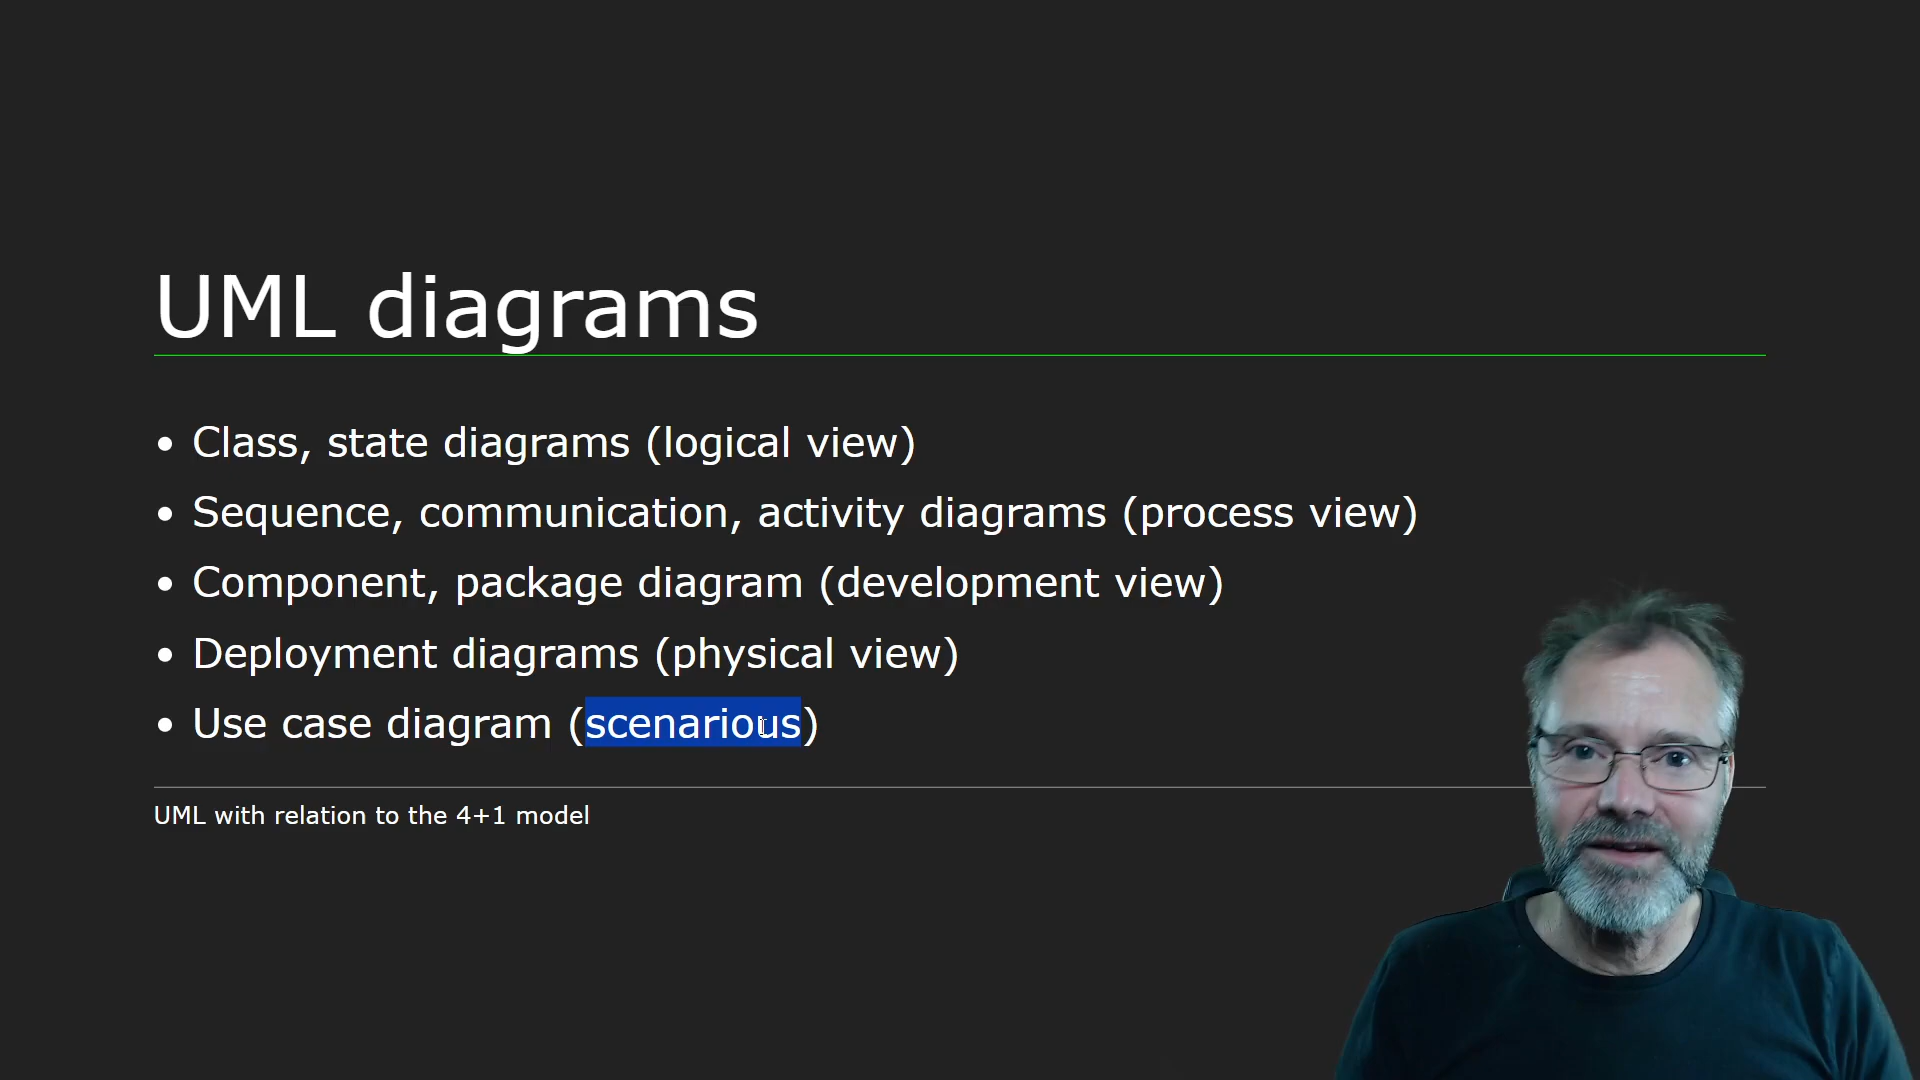 UML diagrams
• Class, state diagrams (logical view)
• Sequence, communication, activity diagrams (process view)
• Component, package diagram (development view)
• Deployment diagrams (physical view)
• Use case diagram (scenarious)
UML with relation to the 4+1 model